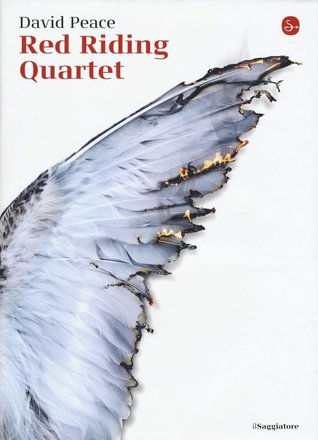 David Peace
Red Riding
Quartet
ilSaggiatore